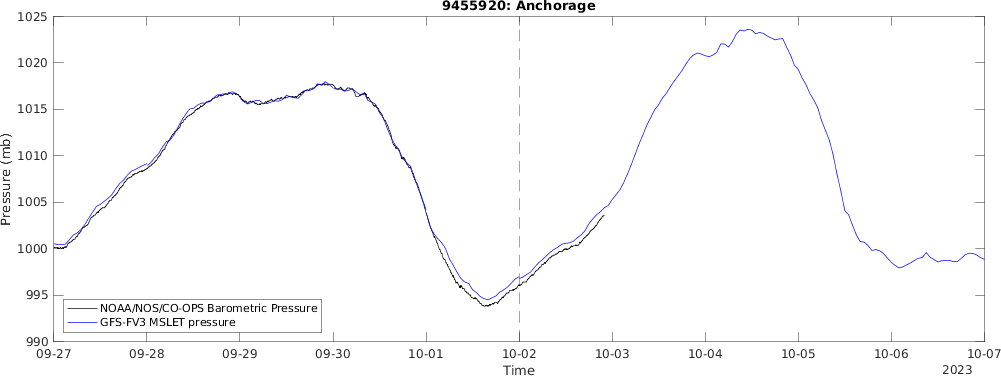 9455920: Anchorage
1025
1020
1015
1010
1005
1000
995
990
Pressure (mb)
NOAA/NOS/CO-OPS Barometric Pressure
GFS-FV3 MSLET pressure
09-27 09-28 09-29 09-30 10-01 10-02 10-03 10-04 10-05 10-06 10-07
Time
2023